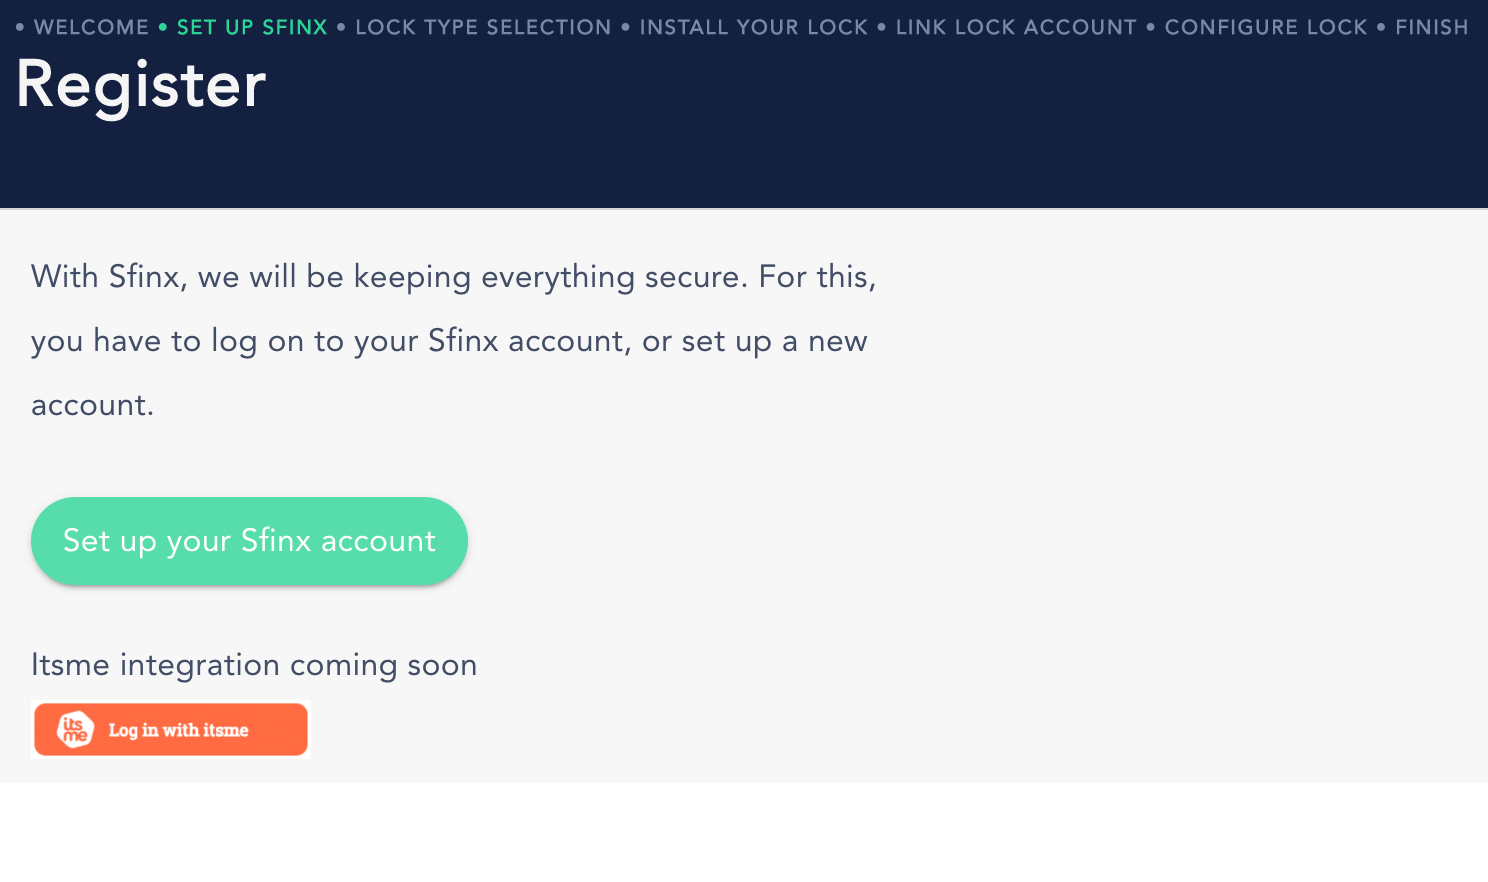 • WELCOME • SET UP SFINX • LOCK TYPE SELECTION • INSTALL YOUR LOCK • LINK LOCK ACCOUNT • CONFIGURE LOCK • FINISH
Register
With Sfinx, we will be keeping everything secure. For this,
you have to log on to your Sfinx account, or set up a new
account.
Set up your Sfinx account
Itsme integration coming soon
its
me
Log in with itsme